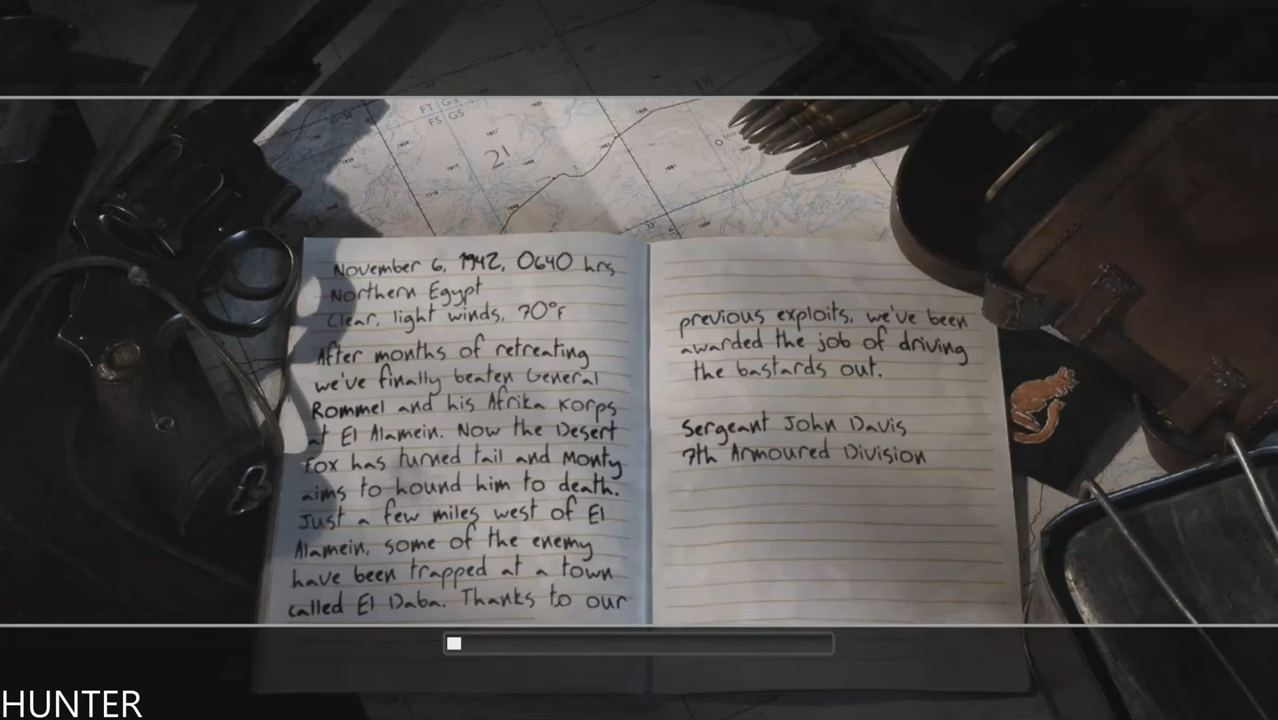 FT GT
FS GS
21
November 6, 1942, 0640 hrs
Northern Egypt
Clear, light winds, 70°F
After months of retreating
we've finally beaten General
Rommel and his Afrika Korps
at El Alamein. Now the Desert
Fox has turned tail and Monty
aims to hound him to death.
Just a few miles west of El
Alamein, some of the enemy
have been trapped at a town
called El Daba. Thanks to our
previous exploits, we've been
awarded the job of driving
the bastards out.
Sergeant John Davis
7th Armoured Division
HUNTER